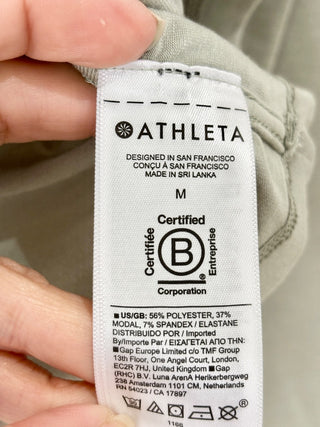 ATHLETA
DESIGNED IN SAN FRANCISCO
CONÇU À SAN FRANCISCO
MADE IN SRI LANKA
M
Certified
Certifiée
B
Entreprise
Corporation
■ US/GB: 56% POLYESTER, 37%
MODAL, 7% SPANDEX / ELASTANE
DISTRIBUIDO POR / Imported
By/Importé Par / ΕΙΣΑΓΕΤΑΙ ΑΠΟ ΤΗΝ:
■ Gap Europe Limited c/o TMF Group
13th Floor, One Angel Court, London,
EC2R 7HJ, United Kingdom ■ Gap
(RHC) B.V. Luna ArenA Herikerbergweg
238 Amsterdam 1101 CM, Netherlands
RN 54023 / CA 17897
1166